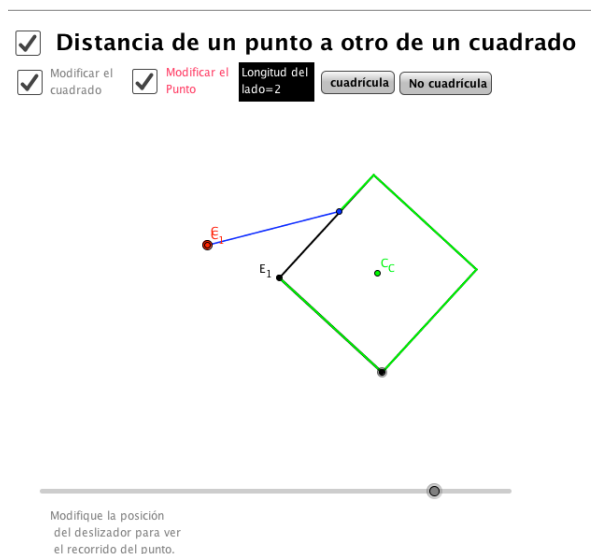 Distancia de un punto a otro de un cuadrado
Modificar el
cuadrado
Modificar el
Punto
Longitud del
lado=2
cuadrícula
No cuadrícula
E1
E1
CC
Modifique la posición
del deslizador para ver
el recorrido del punto.